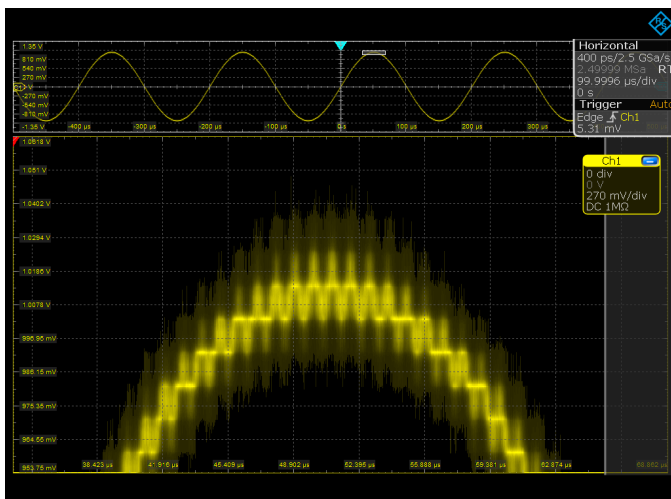 R&S
1.35 V
810 mV
540 mV
270 mV
C1 V
-270 mV
-540 mV
-810 mV
-1.35 V
-400 µs
-300 µs
-200 µs
-100 µs
0 s
100 µs
200 µs
300 µs
Horizontal
400 ps/2.5 GSa/s
2.49999 MSa RT
99.9996 µs/div
0 s
Trigger Auto
Edge Ch1
5.31 mV
Ch1
0 div
0 V
270 mV/div
DC 1MΩ
1.0618 V
1.051 V
1.0402 V
1.0294 V
1.0186 V
1.0078 V
996.95 mV
986.15 mV
975.35 mV
964.55 mV
953.75 mV
38.423 µs
41.916 µs
45.409 µs
48.902 µs
52.395 µs
55.888 µs
59.381 µs
62.874 µs